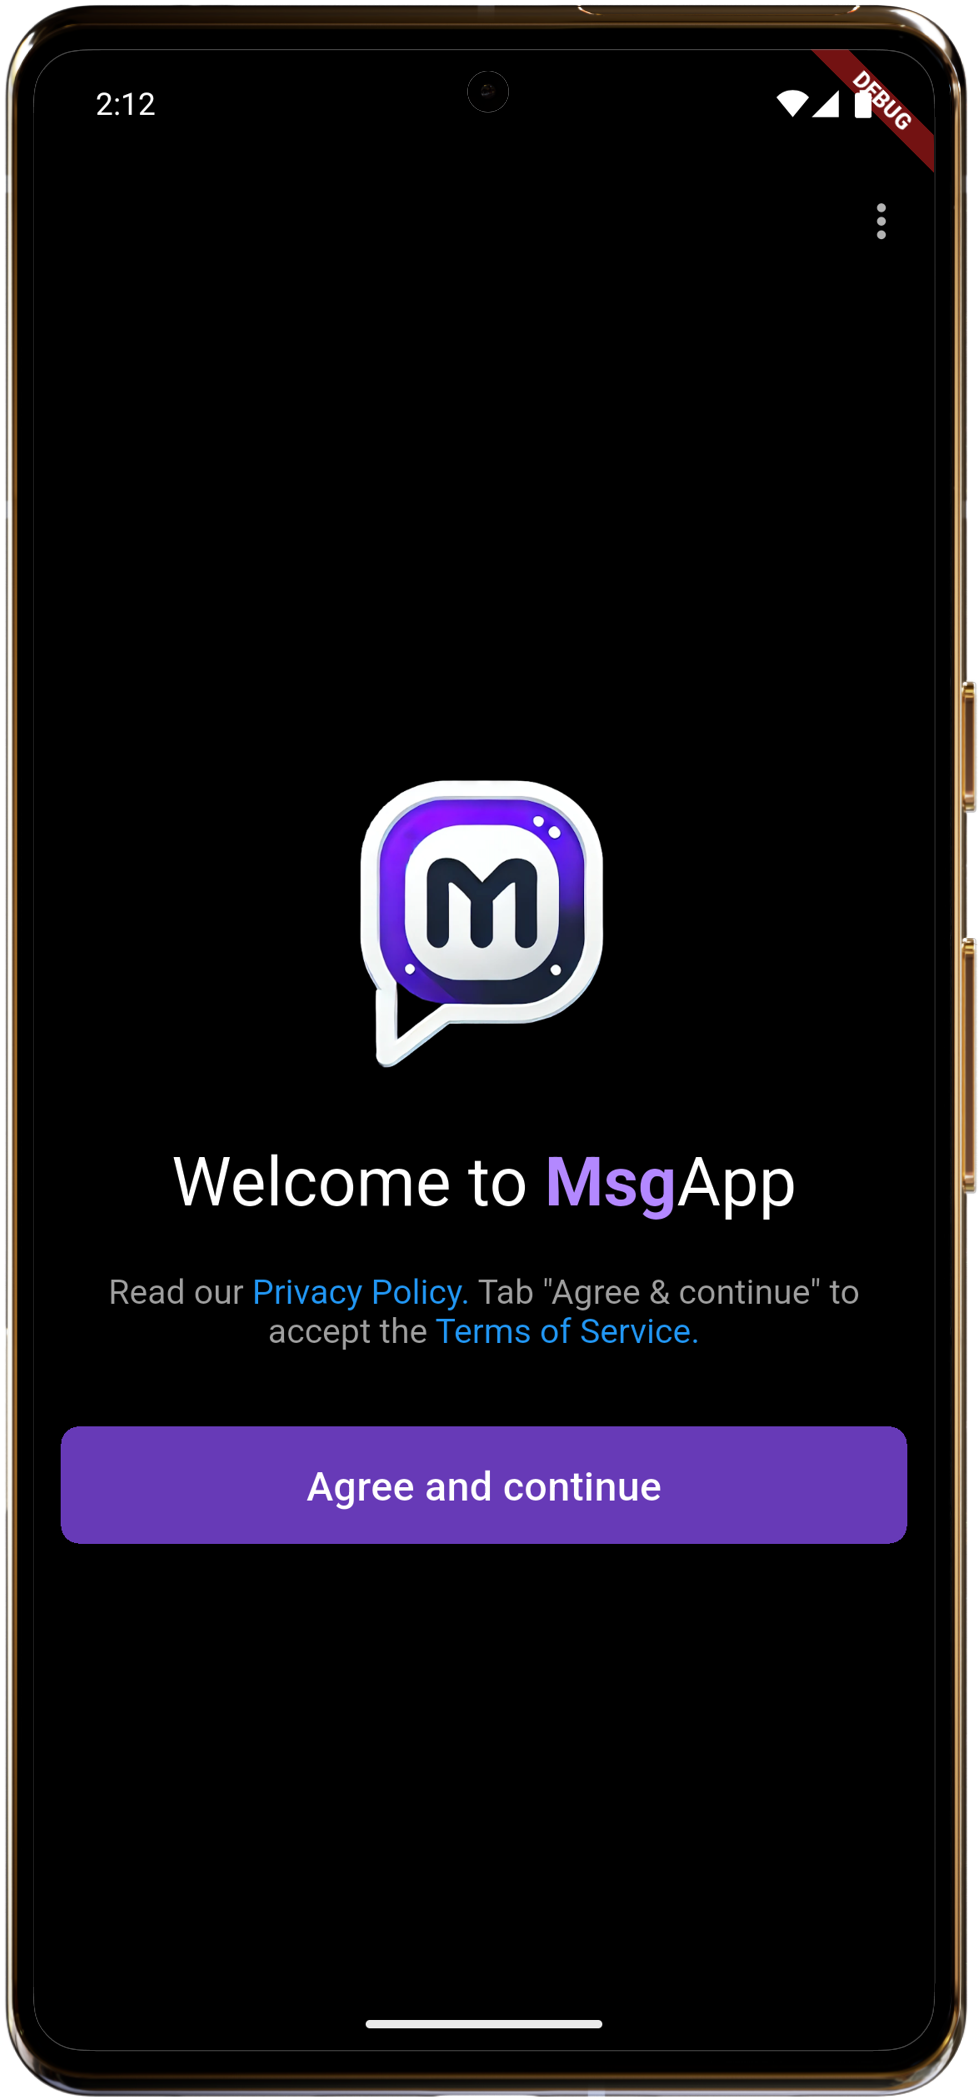 2:12
DEBUG
M
Welcome to MsgApp
Read our Privacy Policy. Tab "Agree & continue" to
accept the Terms of Service.
Agree and continue